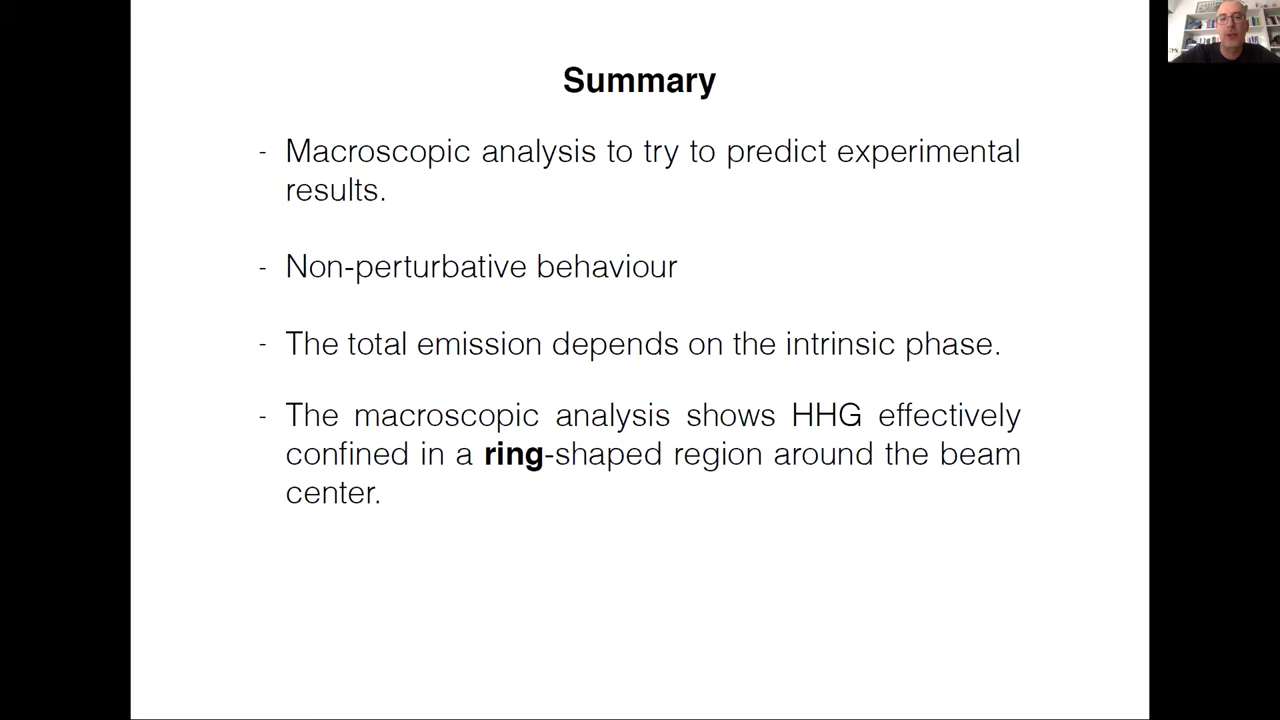 Summary
- Macroscopic analysis to try to predict experimental
results.
- Non-perturbative behaviour
- The total emission depends on the intrinsic phase.
- The macroscopic analysis shows HHG effectively
confined in a ring-shaped region around the beam
center.